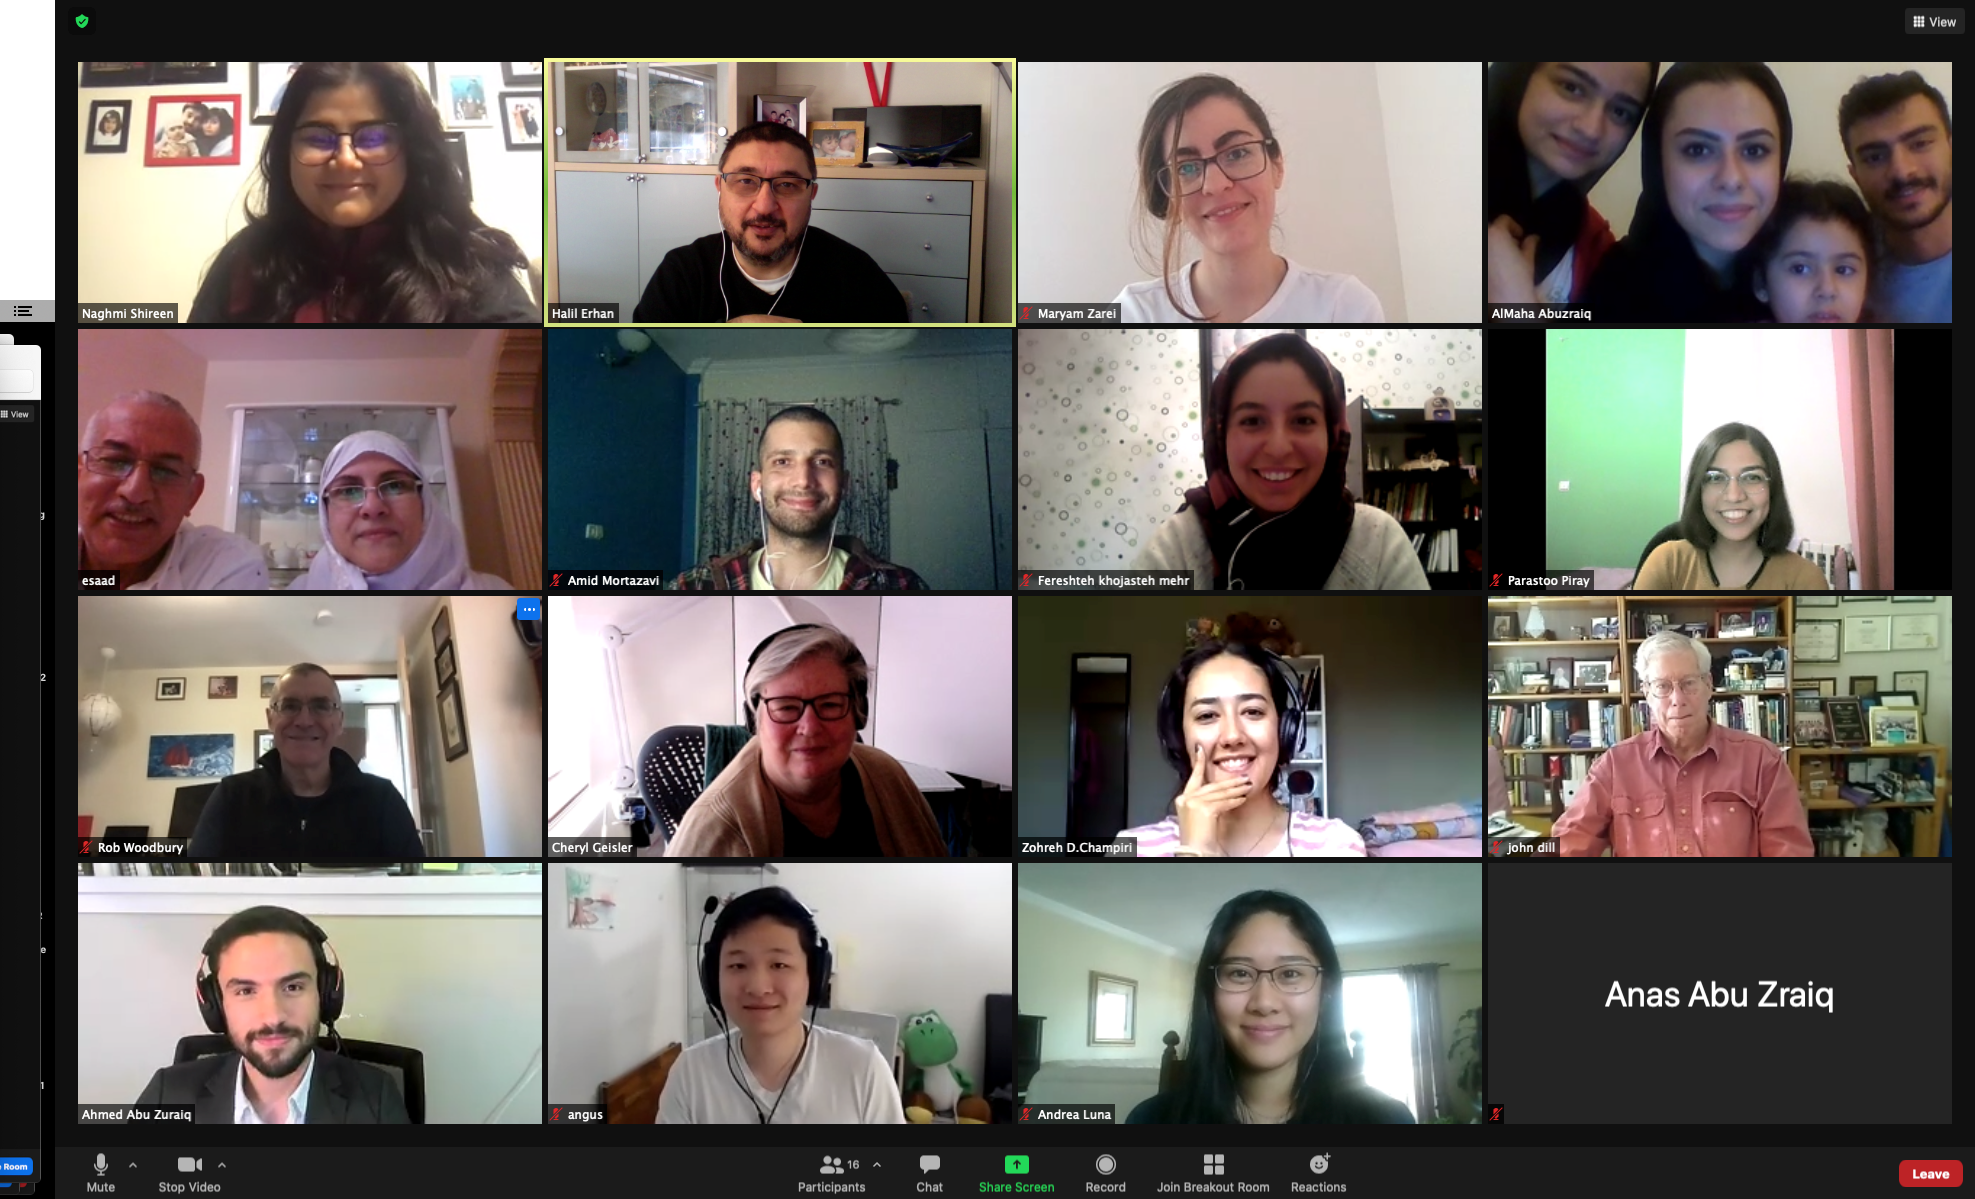 View
Naghmi Shireen
Halil Erhan
Maryam Zarei
AlMaha Abuzraiq
View
esaad
Amid Mortazavi
Fereshteh khojasteh mehr
Parastoo Piray
Rob Woodbury
Cheryl Geisler
Zohreh D.Champiri
john dill
Ahmed Abu Zuraiq
angus
Andrea Luna
Anas Abu Zraiq
Room
Mute
Stop Video
16
Participants
Chat
Share Screen
Record
Join Breakout Room
Reactions
Leave